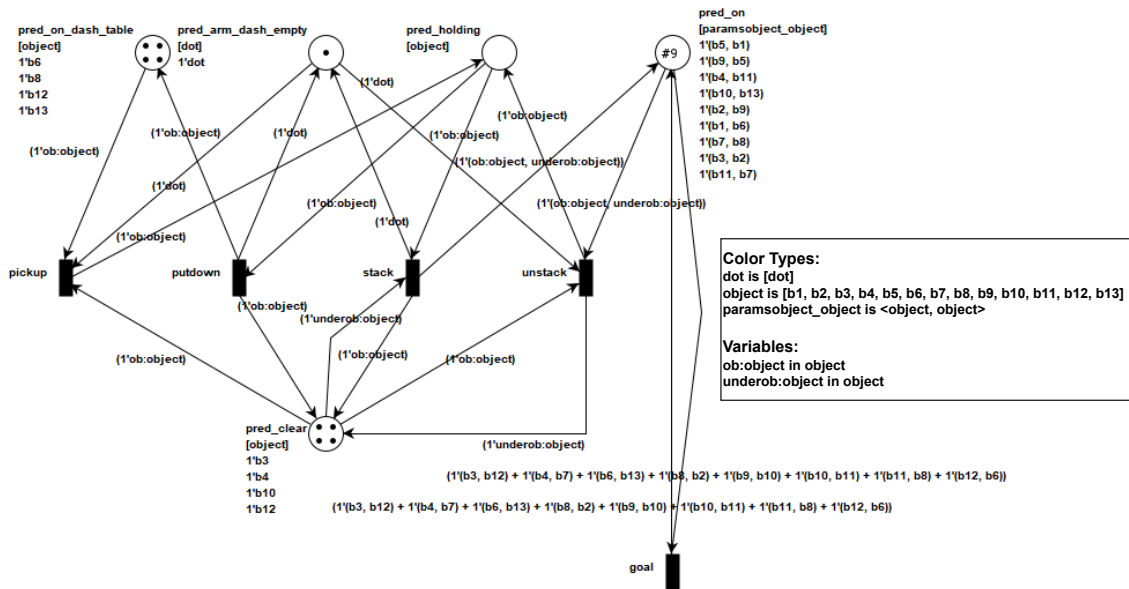 pred_on_dash_table
[object]
1'b6
1'b8
1'b12
1'b13
pred_arm_dash_empty
[dot]
1'dot
pred_holding
[object]
pred_on
[paramsobject_object]
1'(b5, b1)
1'(b9, b5)
1'(b4, b11)
1'(b10, b13)
1'(b2, b9)
1'(b1, b6)
1'(b7, b8)
1'(b3, b2)
1'(b11, b7)
#9
(1'dot)
(1'ob:object)
(1'ob:object)
(1'dot)
(1'ob:object)
(1'ob:object)
(1'(ob:object, underob:object))
(1'dot)
(1'ob:object)
(1'(ob:object, underob:object))
(1'ob:object)
(1'dot)
pickup
putdown
stack
unstack
(1'ob:object)
(1'underob:object)
(1'ob:object)
(1'ob:object)
(1'ob:object)
Color Types:
dot is [dot]
object is [b1, b2, b3, b4, b5, b6, b7, b8, b9, b10, b11, b12, b13]
paramsobject_object is <object, object>
Variables:
ob:object in object
underob:object in object
pred_clear
[object]
1'b3
1'b4
1'b10
1'b12
(1'underob:object)
(1'(b3, b12) + 1'(b4, b7) + 1'(b6, b13) + 1'(b8, b2) + 1'(b9, b10) + 1'(b10, b11) + 1'(b11, b8) + 1'(b12, b6))
(1'(b3, b12) + 1'(b4, b7) + 1'(b6, b13) + 1'(b8, b2) + 1'(b9, b10) + 1'(b10, b11) + 1'(b11, b8) + 1'(b12, b6))
goal